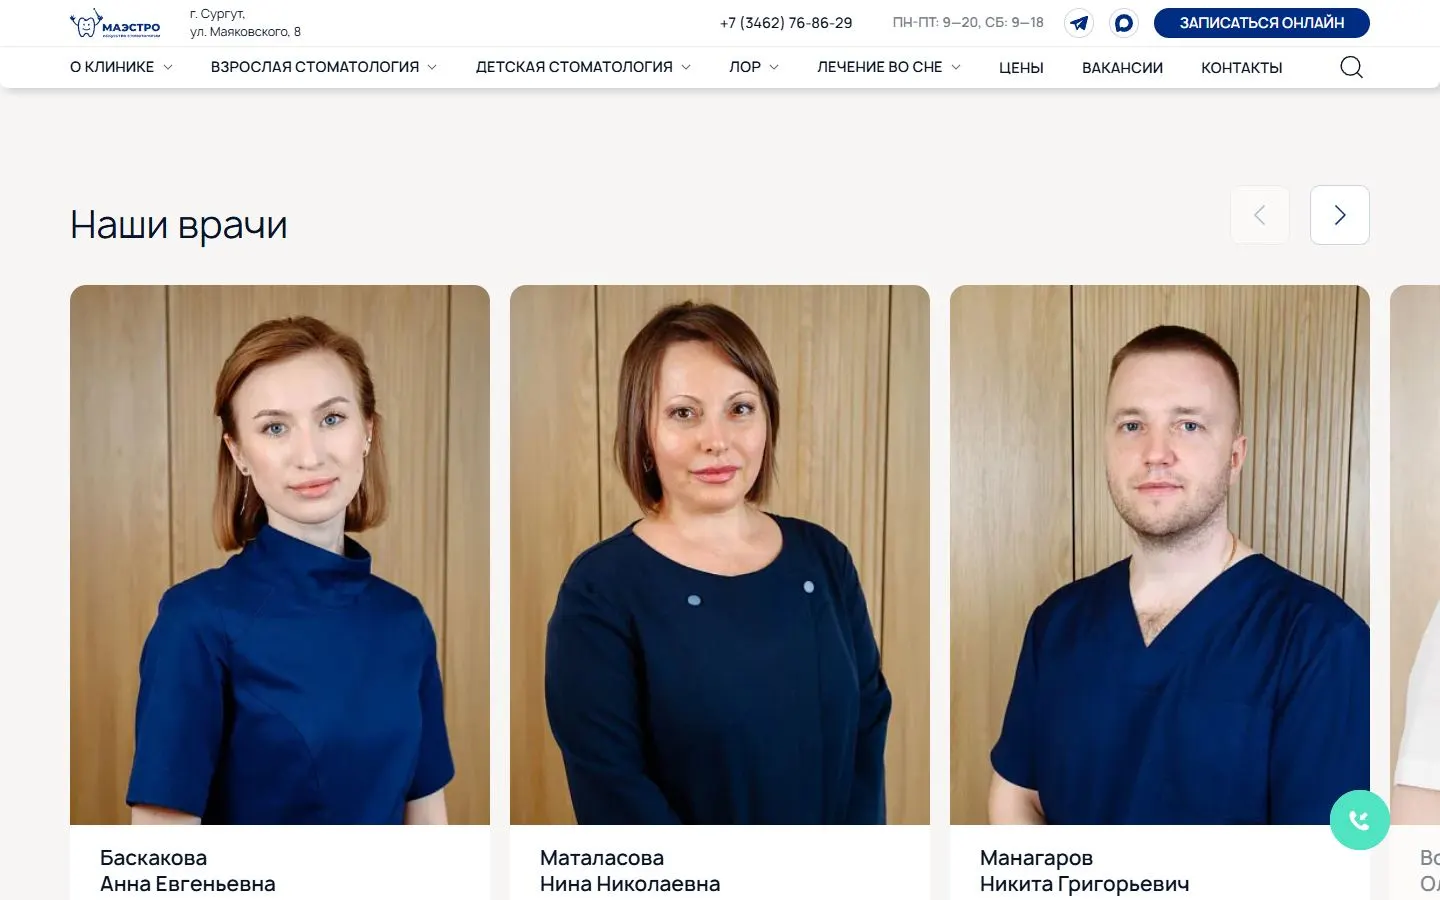 МАЭСТРО
г. Сургут,
ул. Маяковского, 8
+7 (3462) 76-86-29
ПН-ПТ: 9—20, СБ: 9—18
ЗАПИСАТЬСЯ ОНЛАЙН
О КЛИНИКЕ
ВЗРОСЛАЯ СТОМАТОЛОГИЯ
ДЕТСКАЯ СТОМАТОЛОГИЯ
ЛОР
ЛЕЧЕНИЕ ВО СНЕ
ЦЕНЫ
ВАКАНСИИ
КОНТАКТЫ
Наши врачи
Баскакова
Анна Евгеньевна
Маталасова
Нина Николаевна
Манагаров
Никита Григорьевич